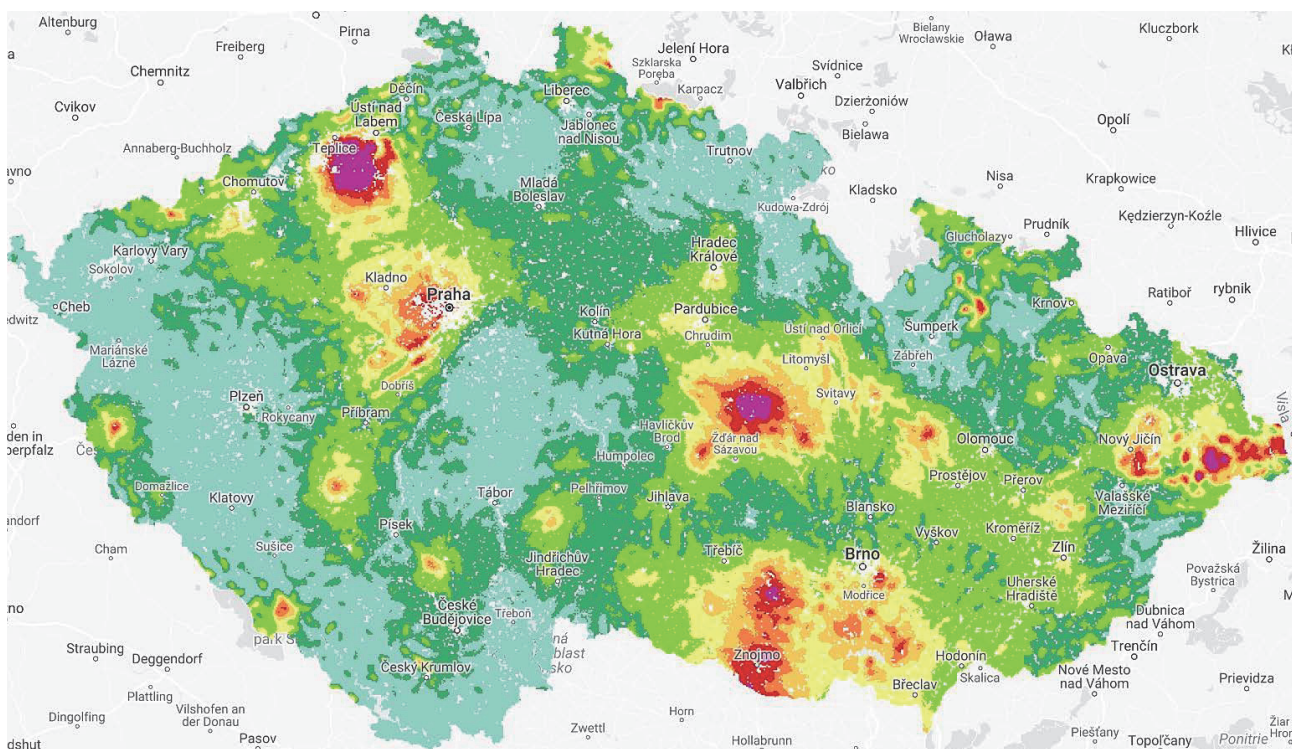 Altenburg
Pirna
Freiberg
Chemnitz
Cvikov
Annaberg-Buchholz
Jelení Hora
Szklarska
Poręba
Karpacz
Bielany
Wrocławskie
Oława
Kluczbork
Svídnice
Valbřich
Dzierżoniów
Bielawa
Opolí
Nisa
Krapkowice
Kladsko
Kędzierzyn-Koźle
Prudník
Głuchołazy
Hlivice
Ratiboř
rybnik
Děčín
Ústí nad
Labem
Teplice
Chomutov
Liberec
Česká Lípa
Jablonec
nad Nisou
Trutnov
Mladá
Boleslav
Kudowa-Zdrój
Karlovy Vary
Sokolov
Cheb
Mariánské
Lázně
Kladno
Praha
Hradec
Králové
Pardubice
Chrudim
Kolín
Kutná Hora
Ústí nad Orlicí
Litomyšl
Svitavy
Šumperk
Zábřeh
Krnov
Opava
Ostrava
Dobříš
Příbram
Plzeň
Rokycany
Domažlice
Klatovy
Sušice
Písek
Tábor
Havlíčkův
Brod
Žďár nad
Sázavou
Humpolec
Pelhřimov
Jihlava
Olomouc
Prostějov
Přerov
Nový Jičín
Valašské
Meziříčí
Blansko
Vyškov
Kroměříž
Zlín
Třebíč
Brno
Modřice
Uherské
Hradiště
Jindřichův
Hradec
České
Budějovice
Třeboň
Český Krumlov
Znojmo
Hodonín
Skalica
Břeclav
Žilina
Považská
Bystrica
Dubnica
nad Váhom
Trenčín
Nové Mesto
nad Váhom
Prievidza
Piešťany
Topoľčany
Ponitrie
Cham
Straubing
Deggendorf
Plattling
Dingolfing
Vilshofen an
der Donau
Pasov
Zwettl
Horn
Hollabrunn